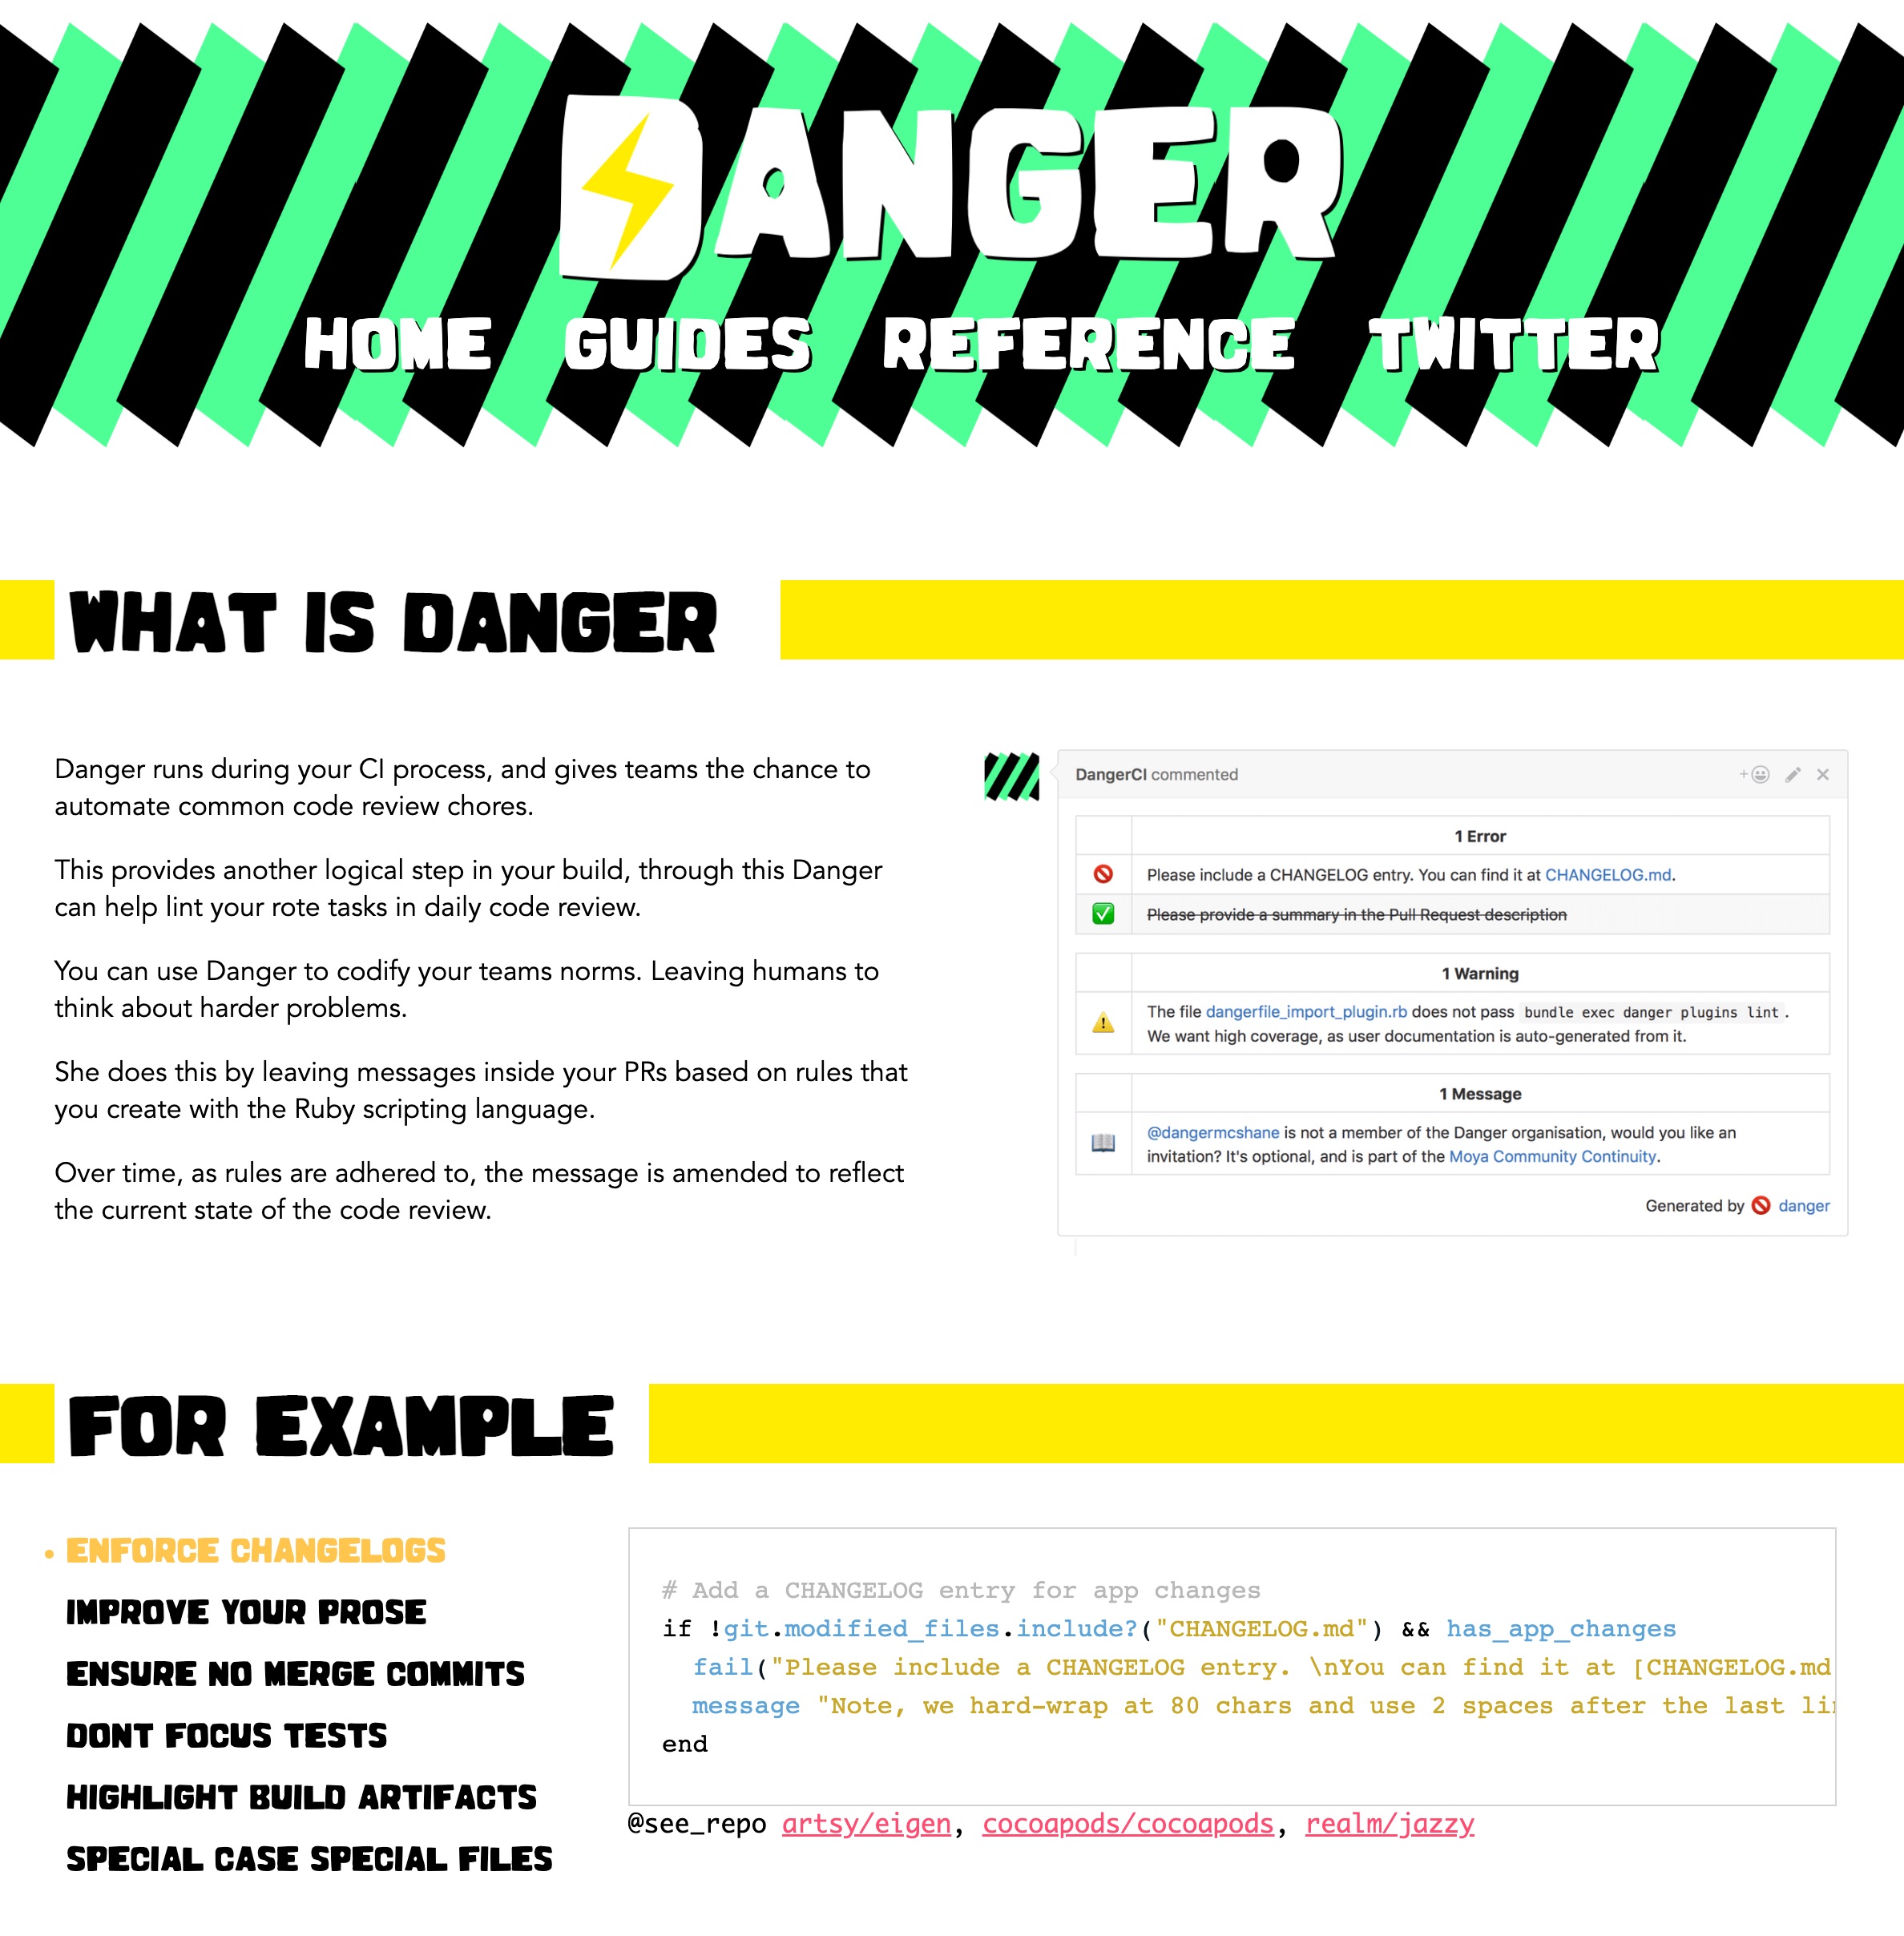 DANGER
HOME GUIDES REFERENCE TWITTER
WHAT IS DANGER
Danger runs during your CI process, and gives teams the chance to
automate common code review chores.
This provides another logical step in your build, through this Danger
can help lint your rote tasks in daily code review.
You can use Danger to codify your teams norms. Leaving humans to
think about harder problems.
She does this by leaving messages inside your PRs based on rules that
you create with the Ruby scripting language.
Over time, as rules are adhered to, the message is amended to reflect
the current state of the code review.
DangerCI commented
1 Error
Please include a CHANGELOG entry. You can find it at CHANGELOG.md.
Please provide a summary in the Pull Request description
1 Warning
The file dangerfile_import_plugin.rb does not pass bundle exec danger plugins lint.
We want high coverage, as user documentation is auto-generated from it.
1 Message
@dangermcshane is not a member of the Danger organisation, would you like an
invitation? It's optional, and is part of the Moya Community Continuity.
Generated by 🚫 danger
FOR EXAMPLE
• ENFORCE CHANGELOGS
IMPROVE YOUR PROSE
ENSURE NO MERGE COMMITS
DONT FOCUS TESTS
HIGHLIGHT BUILD ARTIFACTS
SPECIAL CASE SPECIAL FILES
# Add a CHANGELOG entry for app changes
if !git.modified_files.include?("CHANGELOG.md") && has_app_changes
fail("Please include a CHANGELOG entry. \nYou can find it at [CHANGELOG.md
message "Note, we hard-wrap at 80 chars and use 2 spaces after the last
end
@see_repo artsy/eigen, cocoapods/cocoapods, realm/jazzy